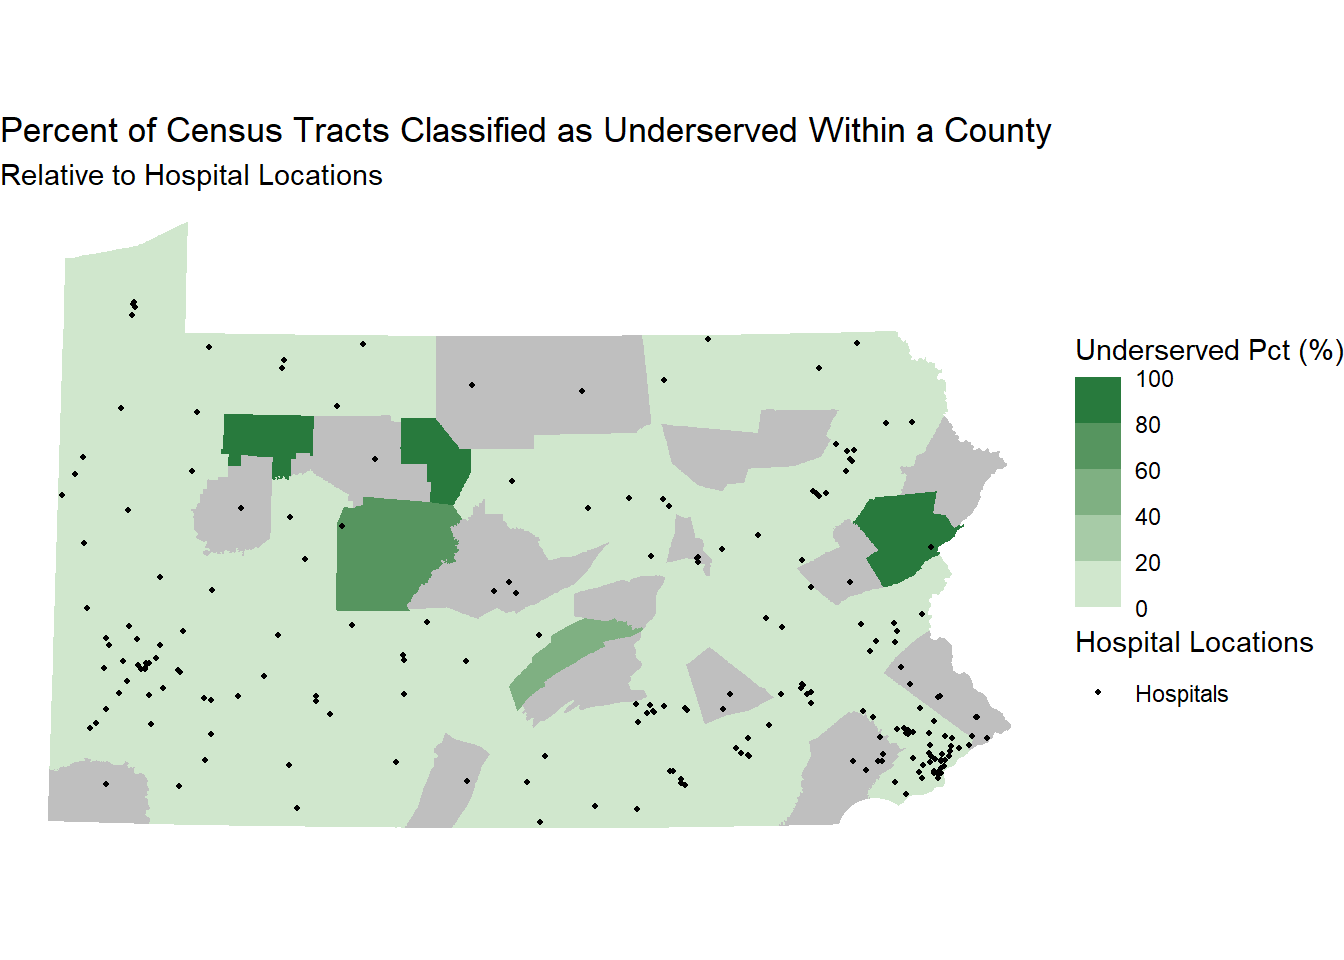 Percent of Census Tracts Classified as Underserved Within a County
Relative to Hospital Locations
Underserved Pct (%)
100
80
60
40
20
0
Hospital Locations
Hospitals